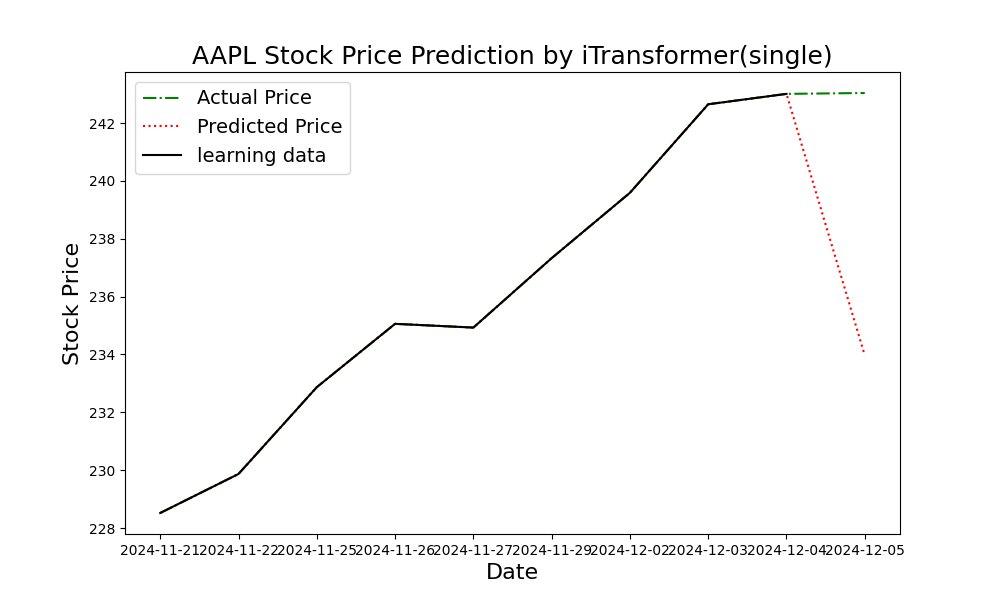 AAPL Stock Price Prediction by iTransformer(single)
Actual Price
Predicted Price
learning data
Stock Price
242
240
238
236
234
232
230
228
2024-11-21 2024-11-22 2024-11-25 2024-11-26 2024-11-27 2024-11-29 2024-12-02 2024-12-03 2024-12-04 2024-12-05
Date